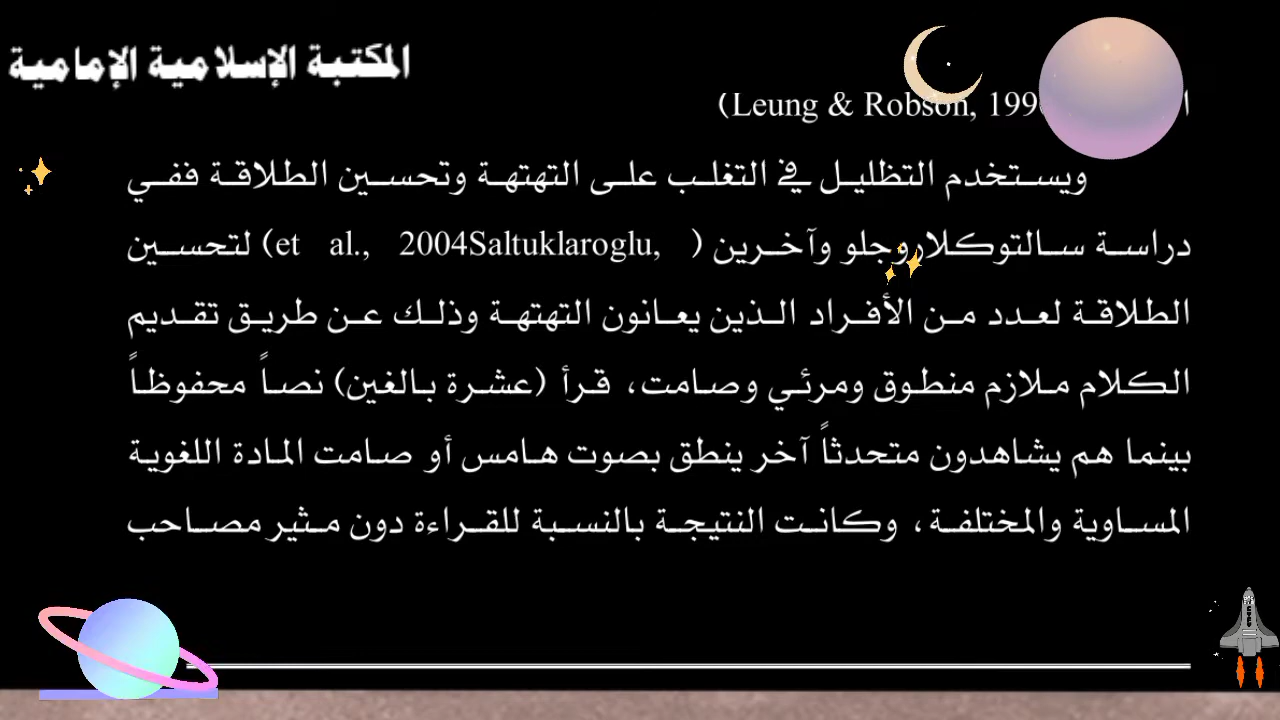 المكتبة الإسلامية الإمامية
(Leung & Robson, 199
ويستخدم التظليل في التغلب على التهتهة وتحسين الطلاقة ففي
دراسة سالتوكلاروجلو وآخرين ( et al., 2004Saltuklaroglu,) لتحسين
الطلاقة لعدد من الأفراد الذين يعانون التهتهة وذلك عن طريق تقديم
الكلام ملازم منطوق ومرئي وصامت، قرأ (عشرة بالغين) نصاً محفوظاً
بينما هم يشاهدون متحدثاً آخر ينطق بصوت هامس أو صامت المادة اللغوية
المساوية والمختلفة، وكانت النتيجة بالنسبة للقراءة دون مثير مصاحب